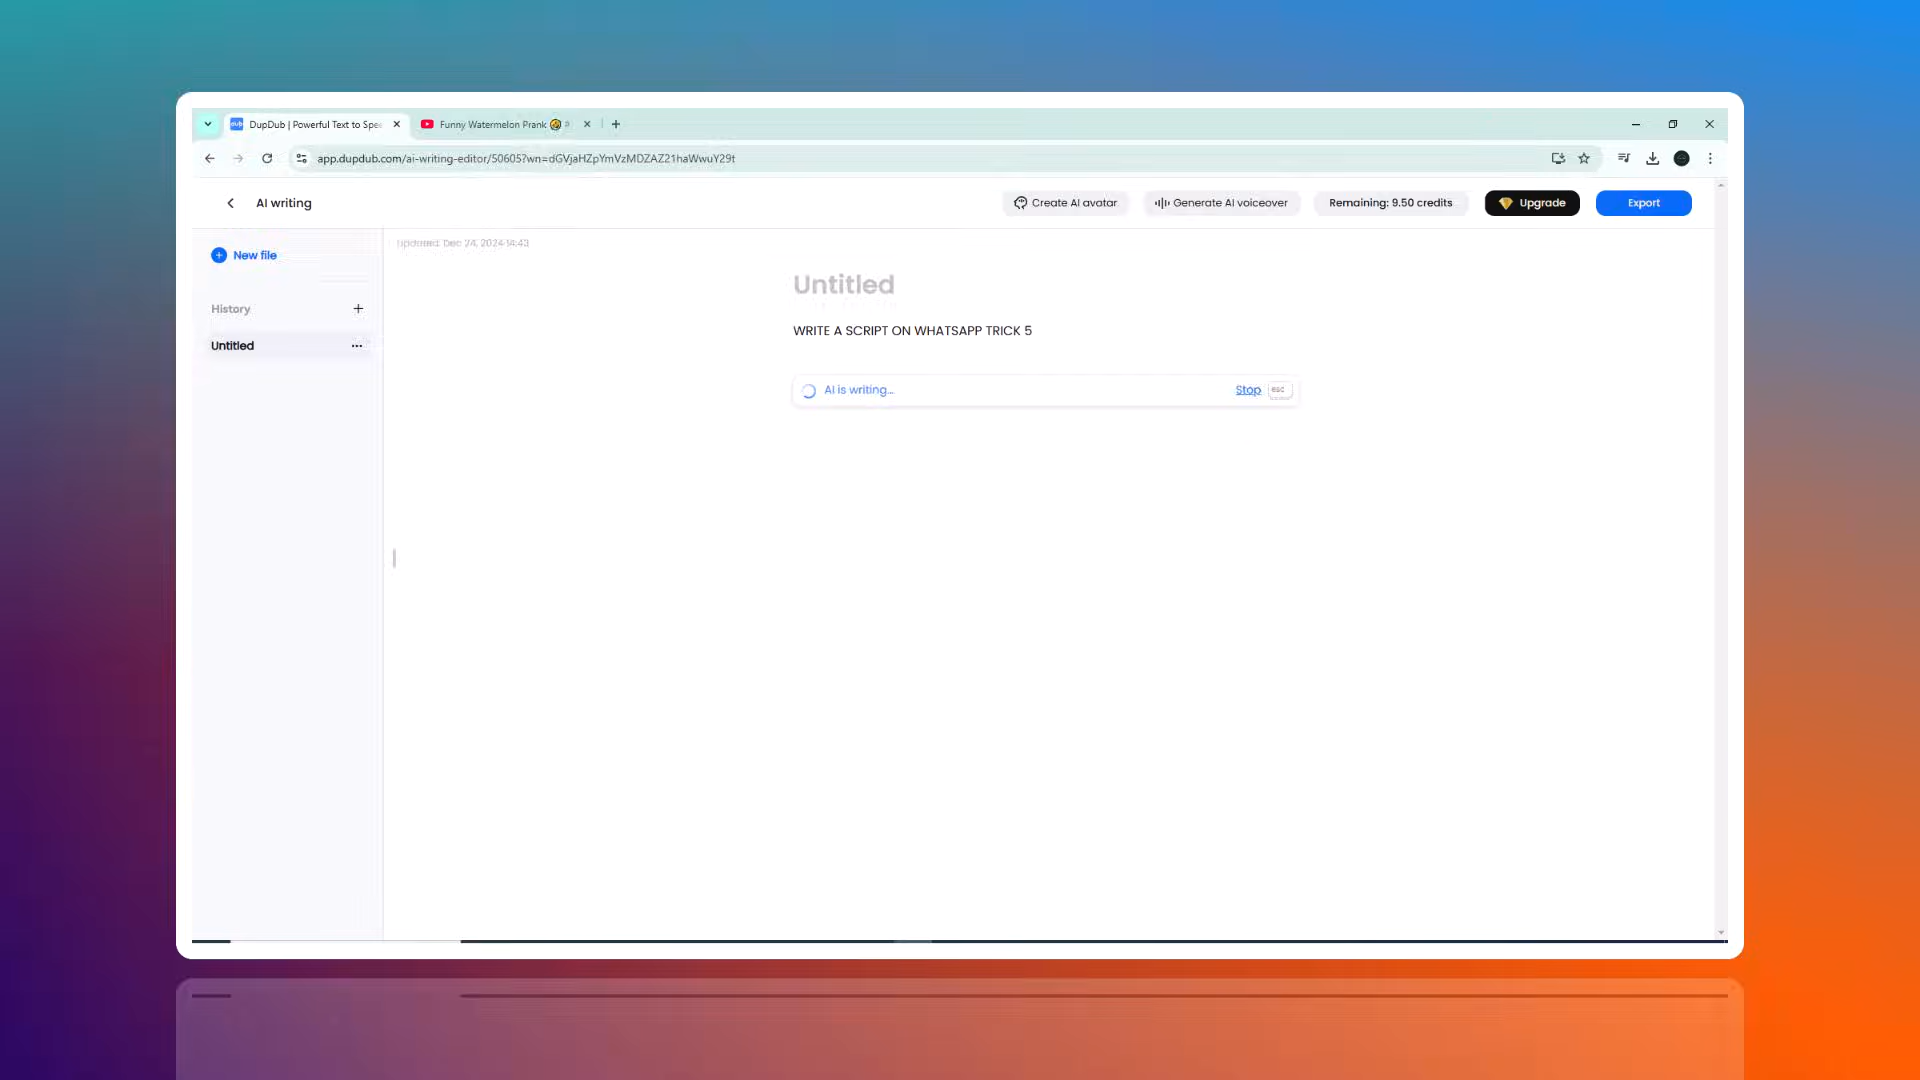 DupDub | Powerful Text to Spee
Funny Watermelon Prank
app.dupdub.com/ai-writing-editor/50605?wn=dGVjaHZpYmVzMDZAZ21haWwuY29t
AI writing
Create AI avatar
Generate AI voiceover
Remaining: 9.50 credits
Upgrade
Export
New file
Updated: Dec 24, 2024 14:43
Untitled
History
WRITE A SCRIPT ON WHATSAPP TRICK 5
Untitled
AI is writing...
Stop
esc